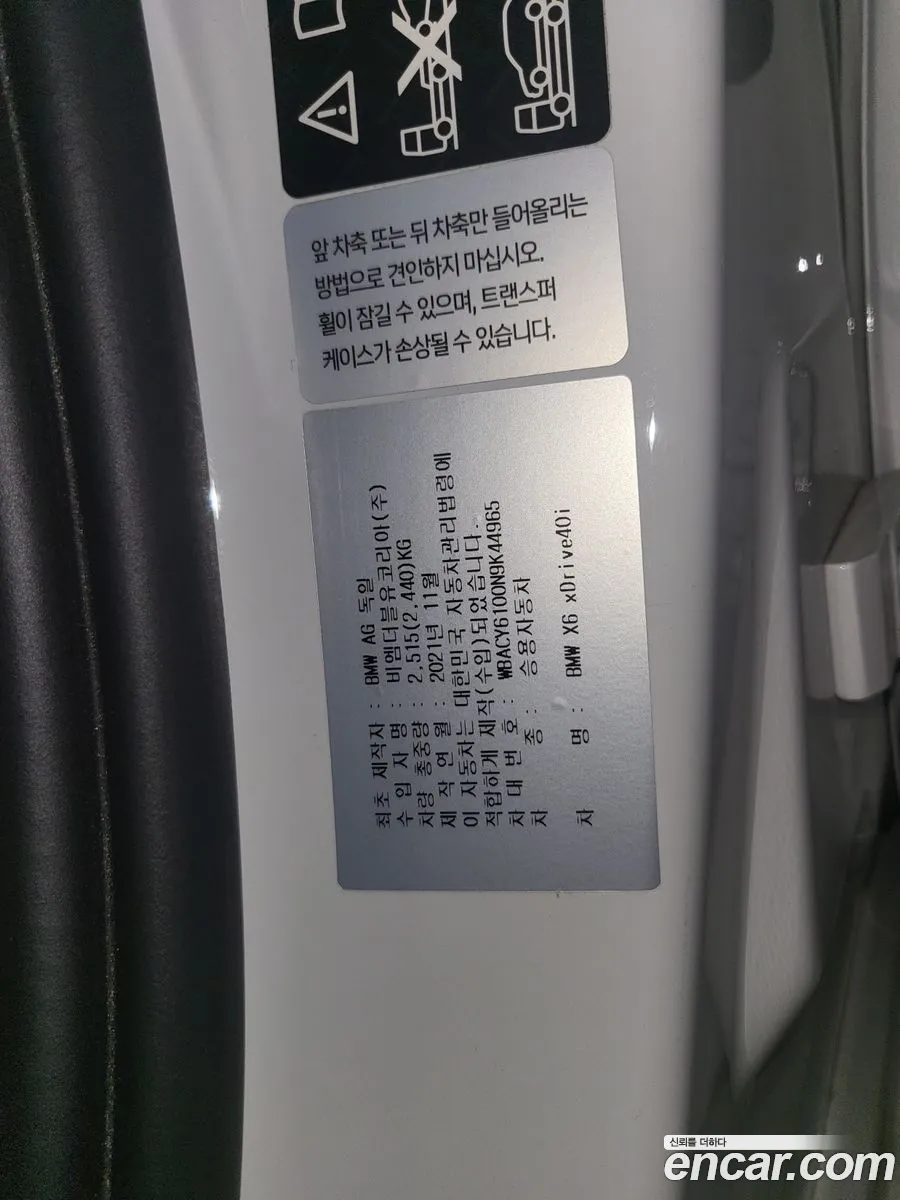 앞 차축 또는 뒤 차축만 들어올리는
방법으로 견인하지 마십시오.
휠이 잠길 수 있으며, 트랜스퍼
케이스가 손상될 수 있습니다.
최초 제작자 : BMW AG 독일
수 입 자 명 : 비엠더블유코리아(주)
차량 총중량 : 2,515(2,440)KG
제 작 연 월 : 2021년 11월
이 자동차는 대한민국 자동차관리법령에
적합하게 제작(수입)되었습니다.
차 대 번 호 : WBACY6100N9K44965
차 종 : 승용자동차
차 명 : BMW X6 xDrive40i
신뢰를 더하다
encar.com